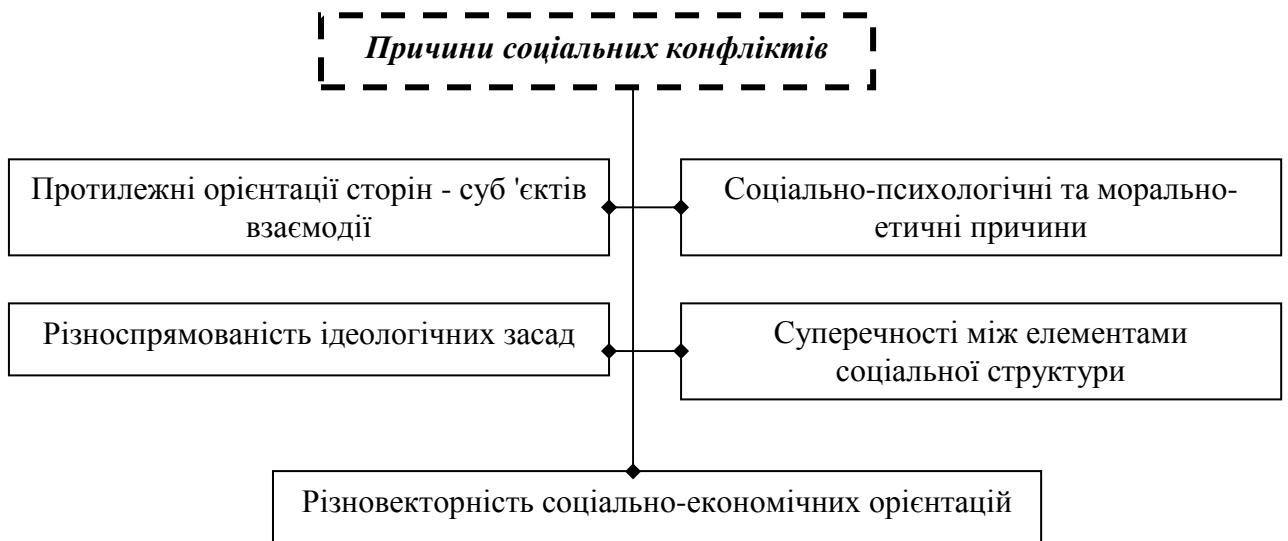 Причини соціальних конфліктів
Протилежні орієнтації сторін - суб 'єктів
взаємодії
Соціально-психологічні та морально-
етичні причини
Різноспрямованість ідеологічних засад
Суперечності між елементами
соціальної структури
Різновекторність соціально-економічних орієнтацій